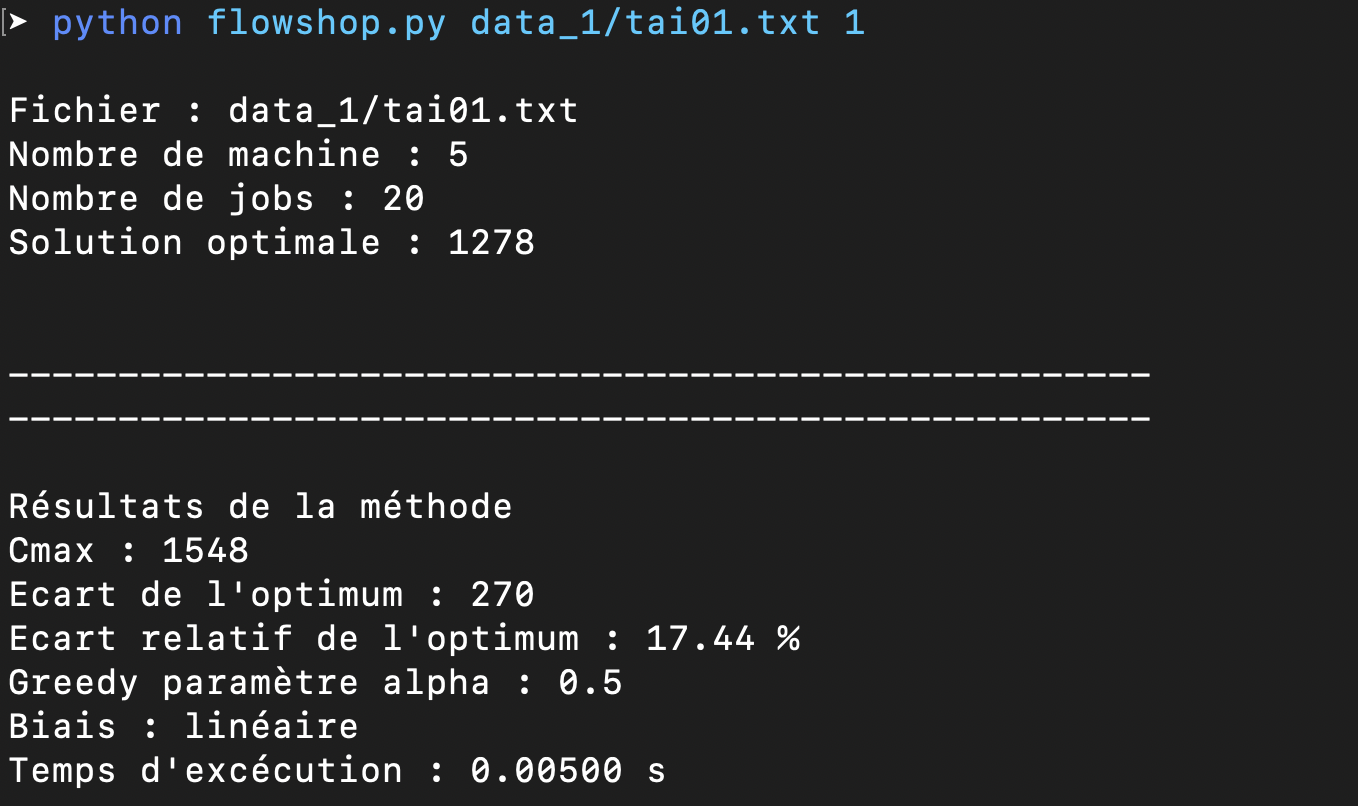 ➤ python flowshop.py data_1/tai01.txt 1
Fichier : data_1/tai01.txt
Nombre de machine : 5
Nombre de jobs : 20
Solution optimale : 1278
----------------------------------------------------
----------------------------------------------------
Résultats de la méthode
Cmax : 1548
Ecart de l'optimum : 270
Ecart relatif de l'optimum : 17.44 %
Greedy paramètre alpha : 0.5
Biais : linéaire
Temps d'excécution : 0.00500 s